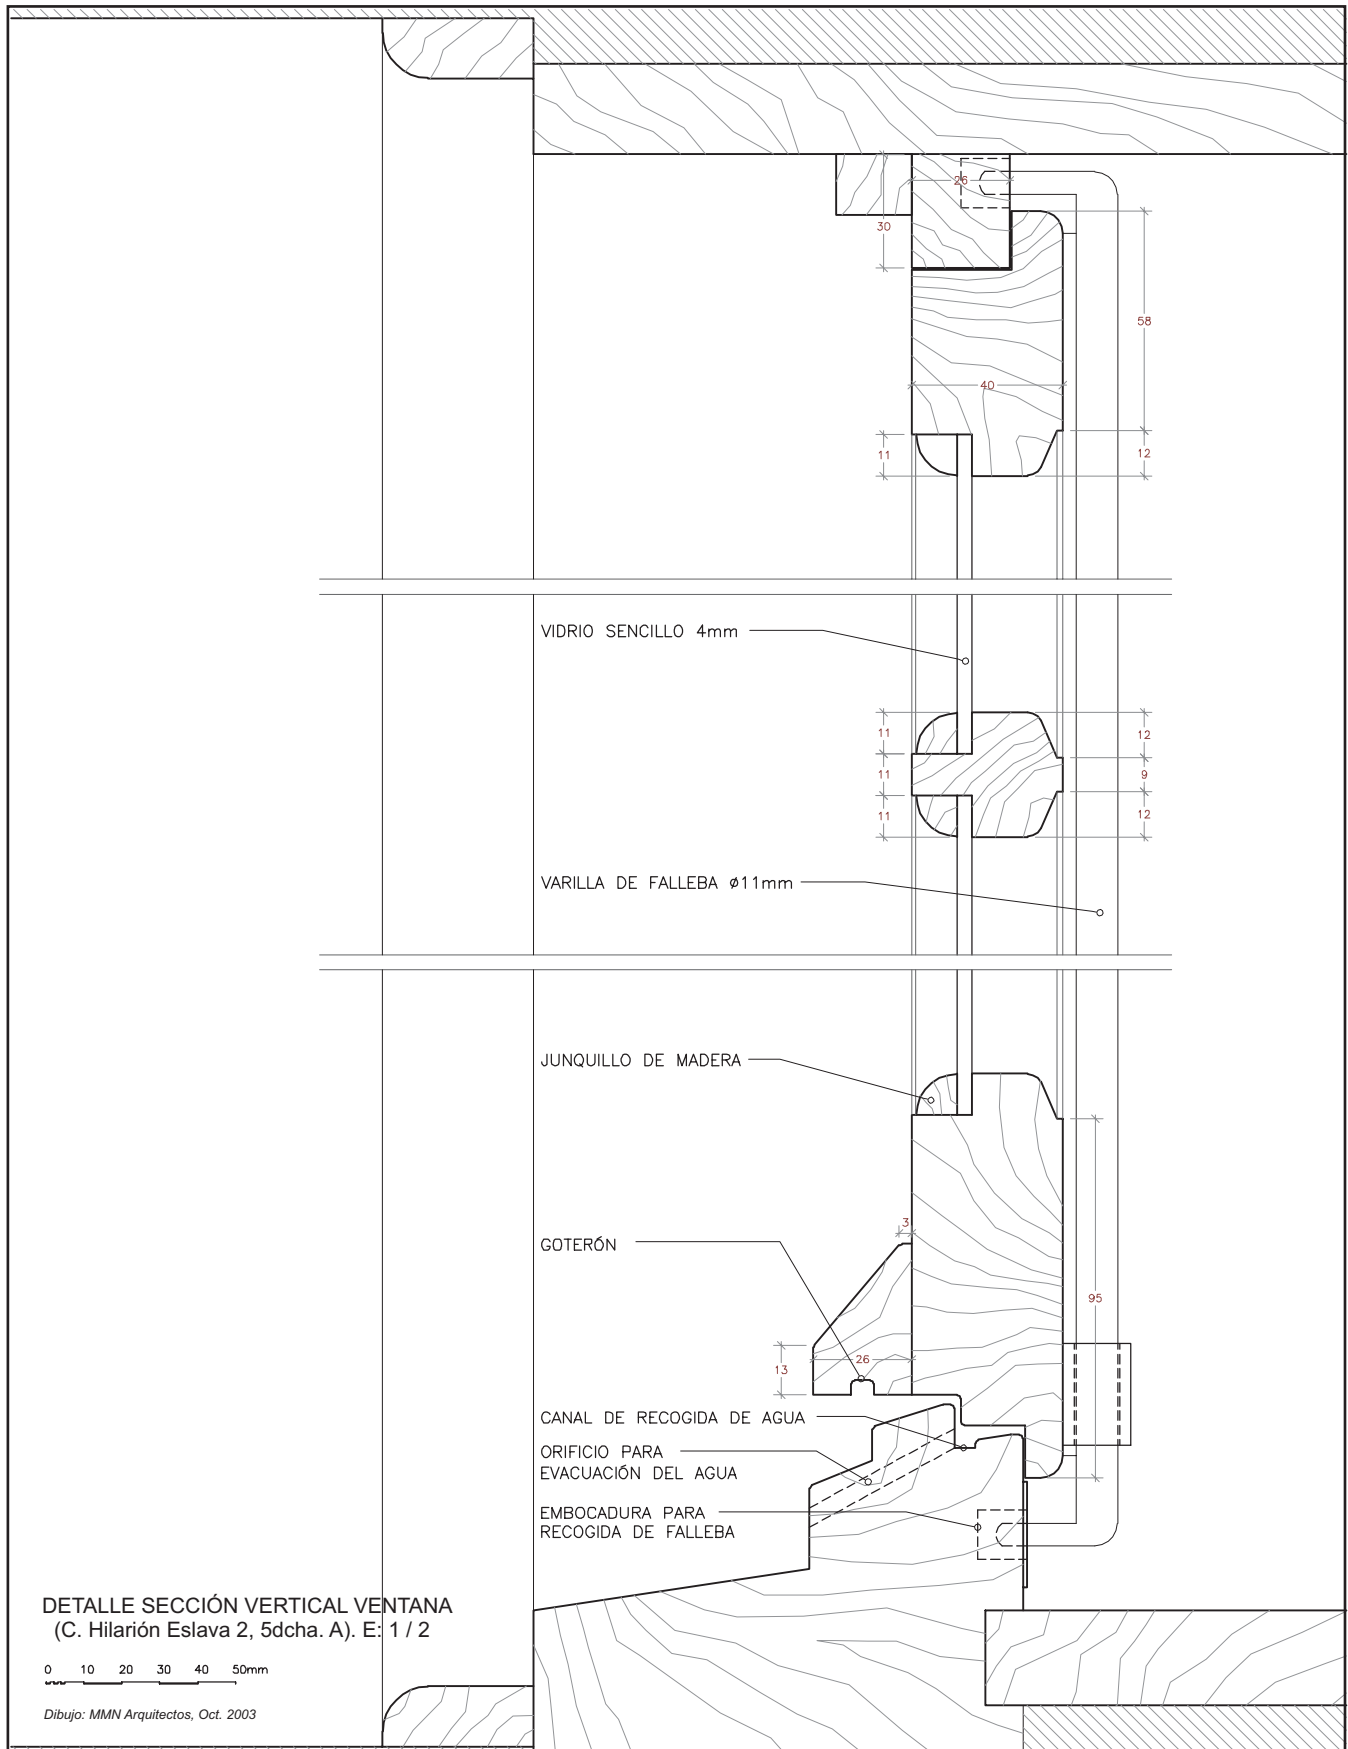 26
30
58
40
11
12
VIDRIO SENCILLO 4mm
11
12
11
9
11
12
VARILLA DE FALLEBA ø11mm
JUNQUILLO DE MADERA
3
GOTERÓN
95
26
13
CANAL DE RECOGIDA DE AGUA
ORIFICIO PARA
EVACUACIÓN DEL AGUA
EMBOCADURA PARA
RECOGIDA DE FALLEBA
DETALLE SECCIÓN VERTICAL VENTANA
(C. Hilarión Eslava 2, 5dcha. A). E: 1 / 2
0 10 20 30 40 50mm
Dibujo: MMN Arquitectos, Oct. 2003